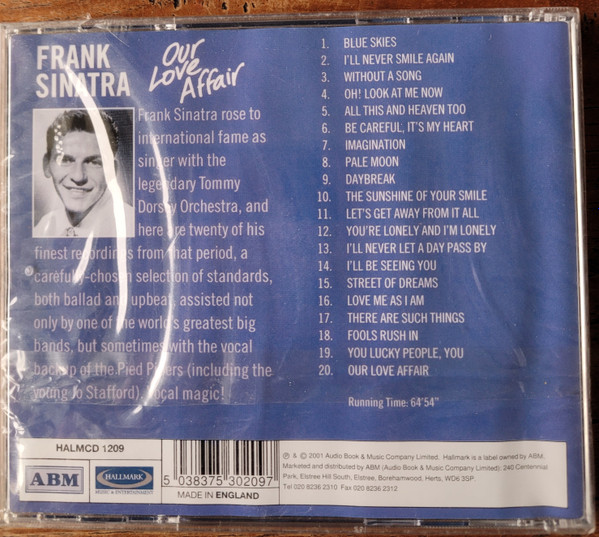 FRANK
SINATRA
Our
Love
Affair
Frank Sinatra rose to
international fame as
singer with the
legendary Tommy
Dorsey Orchestra, and
here are twenty of his
finest recordings from that period, a
carefully-chosen selection of standards,
both ballad and upbeat, assisted not
only by one of the world's greatest big
bands, but sometimes with the vocal
backup of the Pied Pipers (including the
young Jo Stafford). Vocal magic!
1. BLUE SKIES
2. I'LL NEVER SMILE AGAIN
3. WITHOUT A SONG
4. OH! LOOK AT ME NOW
5. ALL THIS AND HEAVEN TOO
6. BE CAREFUL, IT'S MY HEART
7. IMAGINATION
8. PALE MOON
9. DAYBREAK
10. THE SUNSHINE OF YOUR SMILE
11. LET'S GET AWAY FROM IT ALL
12. YOU'RE LONELY AND I'M LONELY
13. I'LL NEVER LET A DAY PASS BY
14. I'LL BE SEEING YOU
15. STREET OF DREAMS
16. LOVE ME AS I AM
17. THERE ARE SUCH THINGS
18. FOOLS RUSH IN
19. YOU LUCKY PEOPLE, YOU
20. OUR LOVE AFFAIR
Running Time: 64'54"
HALMCD 1209
ABM
HALLMARK
MUSIC & ENTERTAINMENT
5 038375 302097
MADE IN ENGLAND
℗ & © 2001 Audio Book & Music Company Limited. Hallmark is a label owned by ABM.
Marketed and distributed by ABM (Audio Book & Music Company) Limited; 240 Centennial
Park, Elstree Hill South, Elstree, Borehamwood, Herts, WD6 3SP.
Tel 020 8236 2310 Fax 020 8236 2312